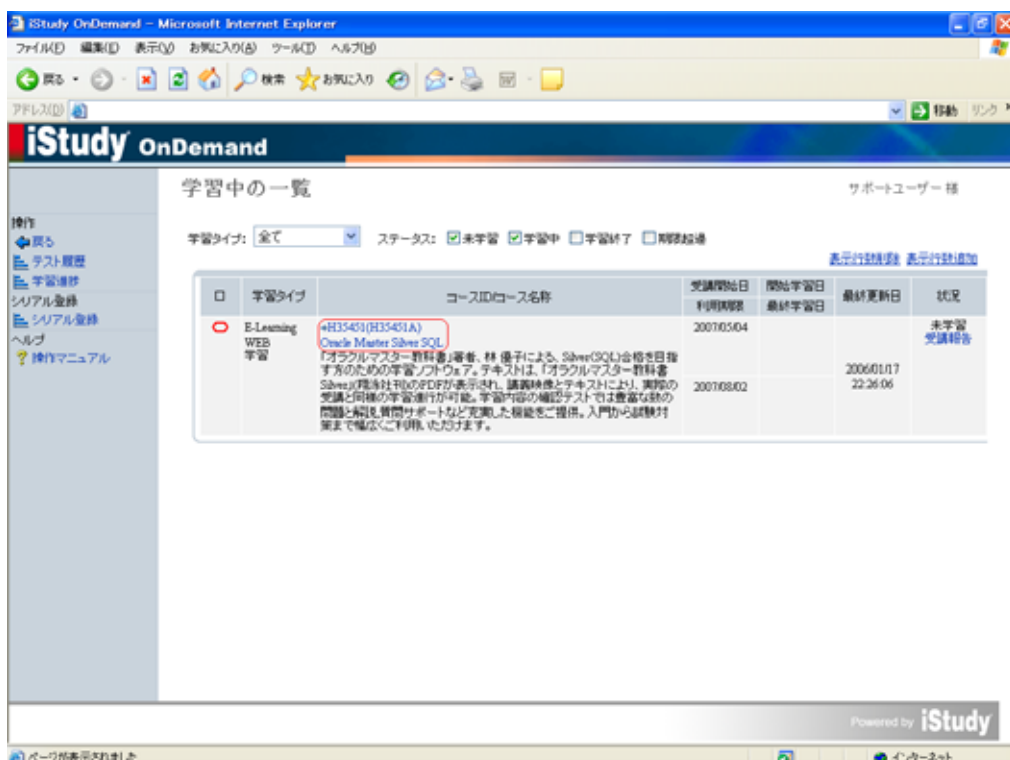 iStudy OnDemand - Microsoft Internet Explorer
ファイル(F) 編集(E) 表示(V) お気に入り(A) ツール(T) ヘルプ(H)
戻る 検索 お気に入り
アドレス(D) 移動 リンク
iStudy OnDemand
学習中の一覧 サポートユーザー 様
操作
戻る
テスト履歴
学習進捗
シリアル登録
シリアル登録
ヘルプ
操作マニュアル
学習タイプ: 全て ステータス: 未学習 学習中 学習終了 期限超過
表示行数削除 表示行数追加
学習タイプ コースID/コース名称 受講開始日 開始学習日 最終更新日 状況
利用期限 最終学習日
E-Learning
WEB
学習
*H35451(H35451A)
Oracle Master Silver SQL
「オラクルマスター教科書」著者、林 優子による、Silver(SQL)合格を目指
す方のための学習ソフトウェア。テキストは、「オラクルマスター教科書
Silver」(翔泳社刊)のPDFが表示され、講義映像とテキストにより、実際の
受講と同様の学習進行が可能。学習内容の確認テストでは豊富な数の
問題と解説、質問サポートなど充実した機能をご提供。入門から試験対
策まで幅広くご利用いただけます。
2007/05/04
2007/08/02
2006/01/17
22:26:06
未学習
受講報告
Powered by iStudy
ページが表示されました インターネット